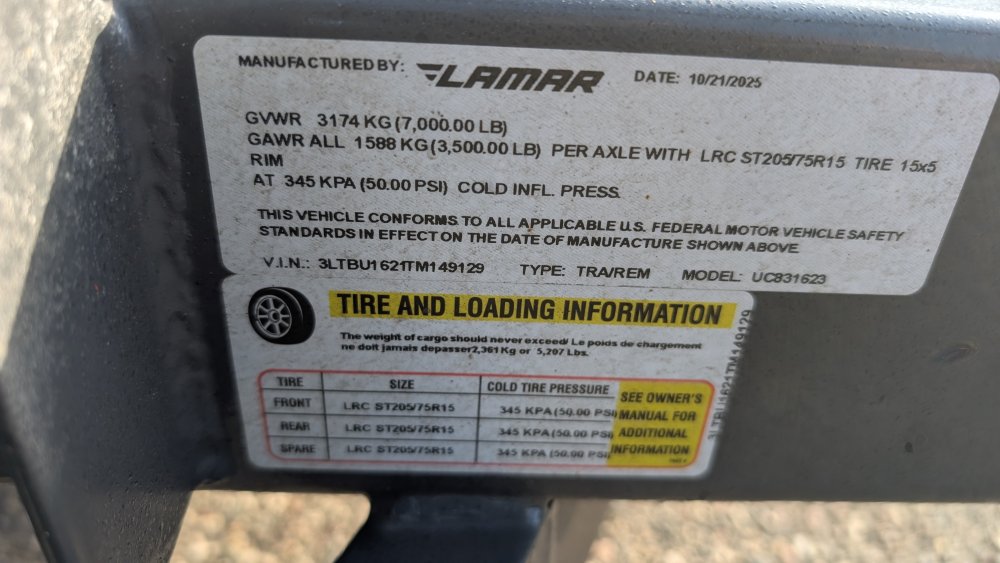 MANUFACTURED BY: LAMAR DATE: 10/21/2025
GVWR 3174 KG (7,000.00 LB)
GAWR ALL 1588 KG (3,500.00 LB) PER AXLE WITH LRC ST205/75R15 TIRE 15x5
RIM
AT 345 KPA (50.00 PSI) COLD INFL. PRESS.
THIS VEHICLE CONFORMS TO ALL APPLICABLE U.S. FEDERAL MOTOR VEHICLE SAFETY
STANDARDS IN EFFECT ON THE DATE OF MANUFACTURE SHOWN ABOVE
V.I.N.: 3LTBU1621TM149129 TYPE: TRA/REM MODEL: UC831623
TIRE AND LOADING INFORMATION
The weight of cargo should never exceed/ Le poids de chargement
ne doit jamais depasser2,361 Kg or 5,207 Lbs.
TIRE SIZE COLD TIRE PRESSURE
FRONT LRC ST205/75R15 345 KPA (50.00 PSI)
REAR LRC ST205/75R15 345 KPA (50.00 PSI)
SPARE LRC ST205/75R15 345 KPA (50.00 PSI)
SEE OWNER'S
MANUAL FOR
ADDITIONAL
INFORMATION
3LTBU1621TM149129